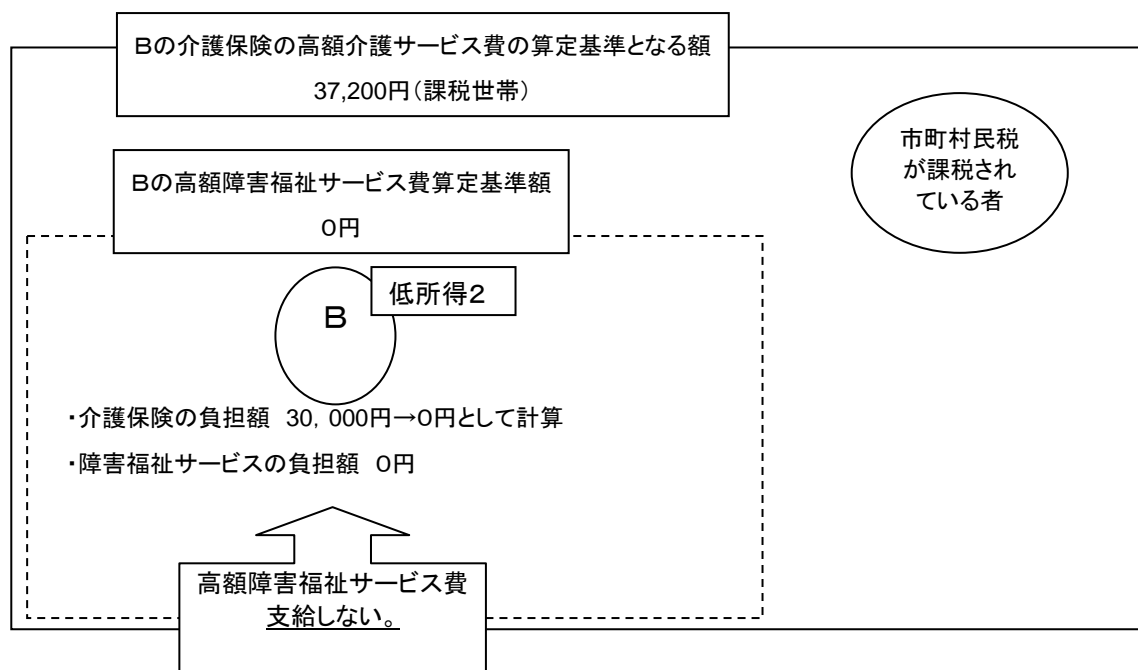 Ｂの介護保険の高額介護サービス費の算定基準となる額
37,200円（課税世帯）
市町村民税
が課税され
ている者
Ｂの高額障害福祉サービス費算定基準額
０円
低所得２
Ｂ
・介護保険の負担額 30，000円→０円として計算
・障害福祉サービスの負担額 ０円
高額障害福祉サービス費
支給しない。